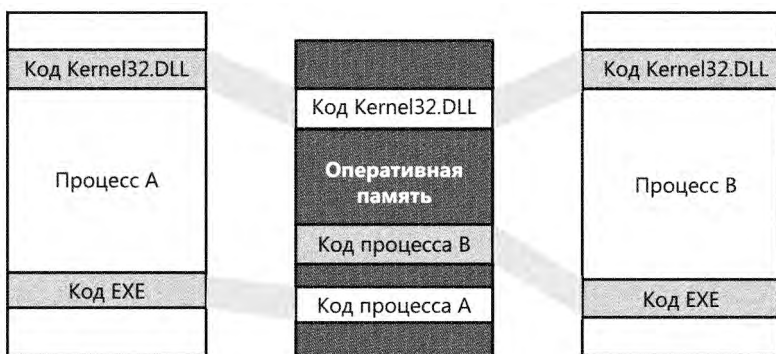 Код Kernel32.DLL
Процесс A
Код EXE
Код Kernel32.DLL
Оперативная
память
Код процесса B
Код процесса A
Код Kernel32.DLL
Процесс B
Код EXE